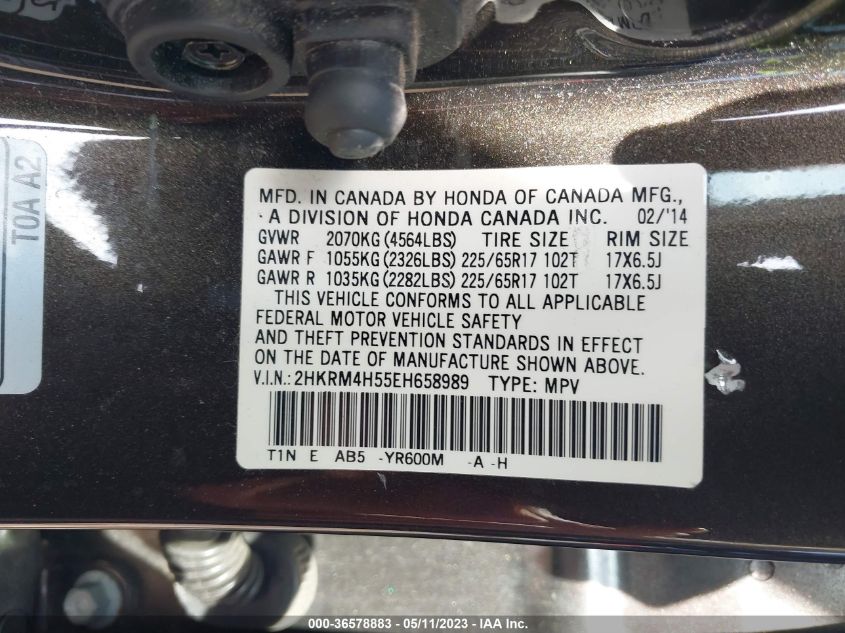 T0A A2
MFD. IN CANADA BY HONDA OF CANADA MFG.,
A DIVISION OF HONDA CANADA INC. 02/'14
GVWR 2070KG (4564LBS) TIRE SIZE RIM SIZE
GAWR F 1055KG (2326LBS) 225/65R17 102T 17X6.5J
GAWR R 1035KG (2282LBS) 225/65R17 102T 17X6.5J
THIS VEHICLE CONFORMS TO ALL APPLICABLE
FEDERAL MOTOR VEHICLE SAFETY
AND THEFT PREVENTION STANDARDS IN EFFECT
ON THE DATE OF MANUFACTURE SHOWN ABOVE.
V.I.N.: 2HKRM4H55EH658989 TYPE: MPV
T1N E AB5 -YR600M -A -H
000-36578883 - 05/11/2023 - IAA Inc.